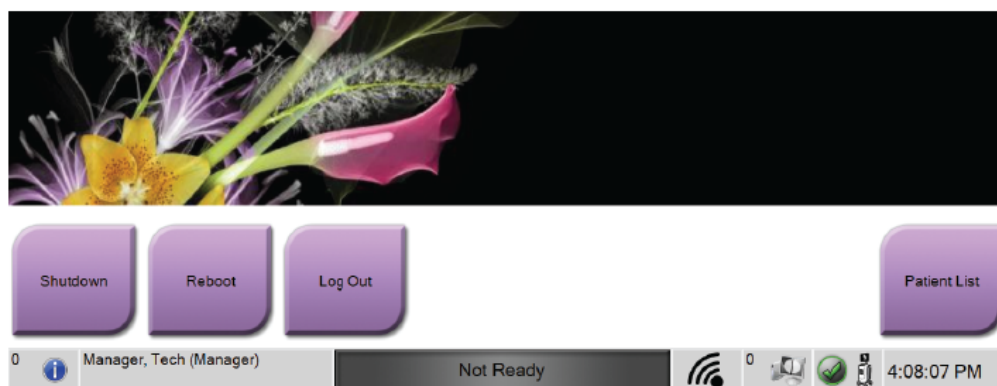 Shutdown
Reboot
Log Out
Patient List
0
Manager, Tech (Manager)
Not Ready
0
4:08:07 PM